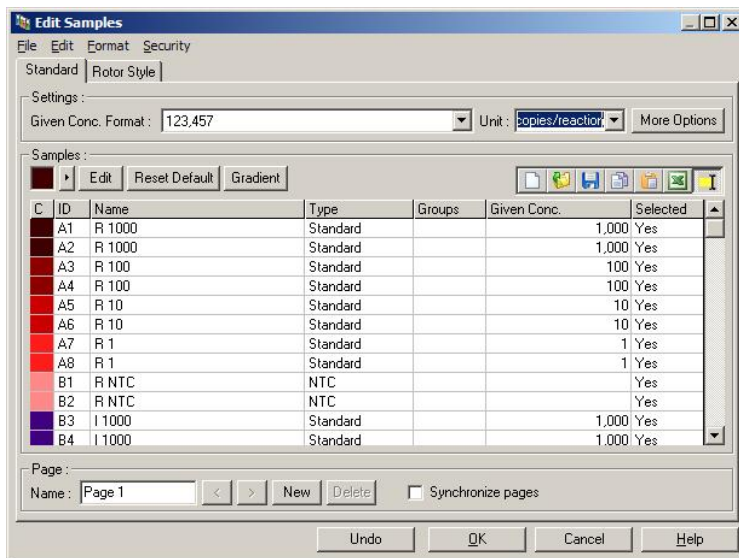 Edit Samples
File Edit Format Security
Standard Rotor Style
Settings :
Given Conc. Format : 123,457 Unit : copies/reaction More Options
Samples :
Edit Reset Default Gradient
C ID Name Type Groups Given Conc. Selected
A1 R 1000 Standard 1,000 Yes
A2 R 1000 Standard 1,000 Yes
A3 R 100 Standard 100 Yes
A4 R 100 Standard 100 Yes
A5 R 10 Standard 10 Yes
A6 R 10 Standard 10 Yes
A7 R 1 Standard 1 Yes
A8 R 1 Standard 1 Yes
B1 R NTC NTC Yes
B2 R NTC NTC Yes
B3 I 1000 Standard 1,000 Yes
B4 I 1000 Standard 1,000 Yes
Page :
Name : Page 1 < > New Delete Synchronize pages
Undo OK Cancel Help